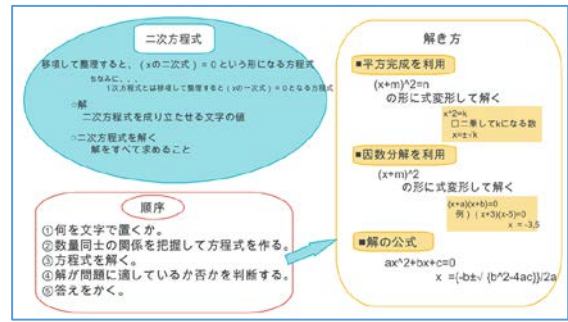 二次方程式
移項して整理すると、(xの二次式)=0という形になる方程式
ちなみに、、、
1次方程式とは移項して整理すると(xの一次式)=0となる方程式
○解
二次方程式を成り立たせる文字の値
○二次方程式を解く
解をすべて求めること
順序
①何を文字で置くか。
②数量同士の関係を把握して方程式を作る。
③方程式を解く。
④解が問題に適しているか否かを判断する。
⑤答えをかく。
解き方
■平方完成を利用
(x+m)^2=n
の形に式変形して解く
x^2=k
□二乗してkになる数
x=±√k
■因数分解を利用
(x+m)^2
の形に式変形して解く
(x+a)(x+b)=0
例)(x+3)(x-5)=0
x = -3,5
■解の公式
ax^2+bx+c=0
x ={-b±√ {b^2-4ac}}/2a